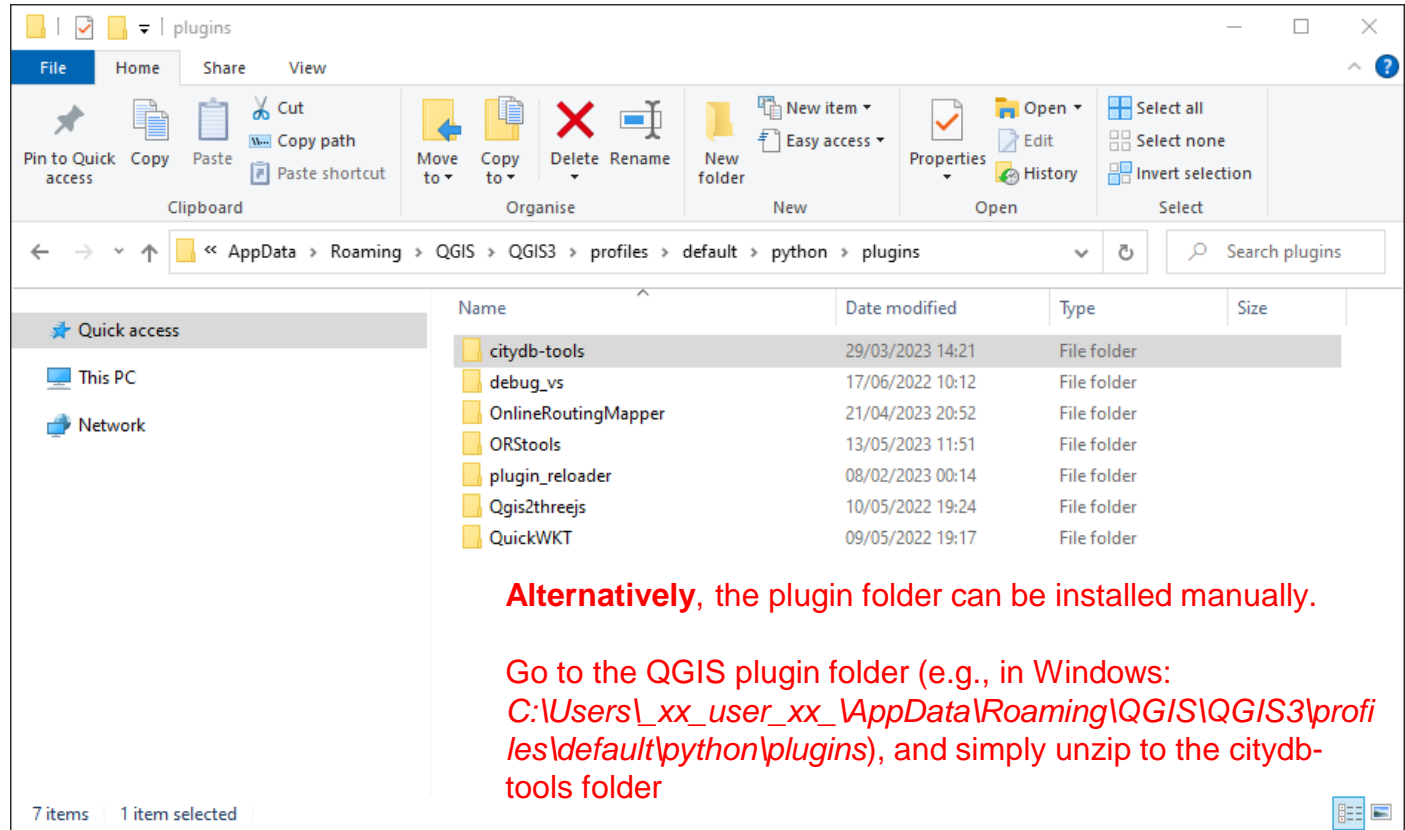 plugins
File Home Share View
Pin to Quick access
Copy
Paste
Cut
Copy path
Paste shortcut
Clipboard
Move to
Copy to
Delete
Rename
Organise
New folder
New item
Easy access
New
Properties
Open
Edit
History
Open
Select all
Select none
Invert selection
Select
« AppData > Roaming > QGIS > QGIS3 > profiles > default > python > plugins
Search plugins
Quick access
This PC
Network
Name Date modified Type Size
citydb-tools 29/03/2023 14:21 File folder
debug_vs 17/06/2022 10:12 File folder
OnlineRoutingMapper 21/04/2023 20:52 File folder
ORStools 13/05/2023 11:51 File folder
plugin_reloader 08/02/2023 00:14 File folder
Qgis2threejs 10/05/2022 19:24 File folder
QuickWKT 09/05/2022 19:17 File folder
Alternatively, the plugin folder can be installed manually.
Go to the QGIS plugin folder (e.g., in Windows:
C:\Users\_xx_user_xx_\AppData\Roaming\QGIS\QGIS3\profi
les\default\python\plugins), and simply unzip to the citydb-
tools folder
7 items 1 item selected